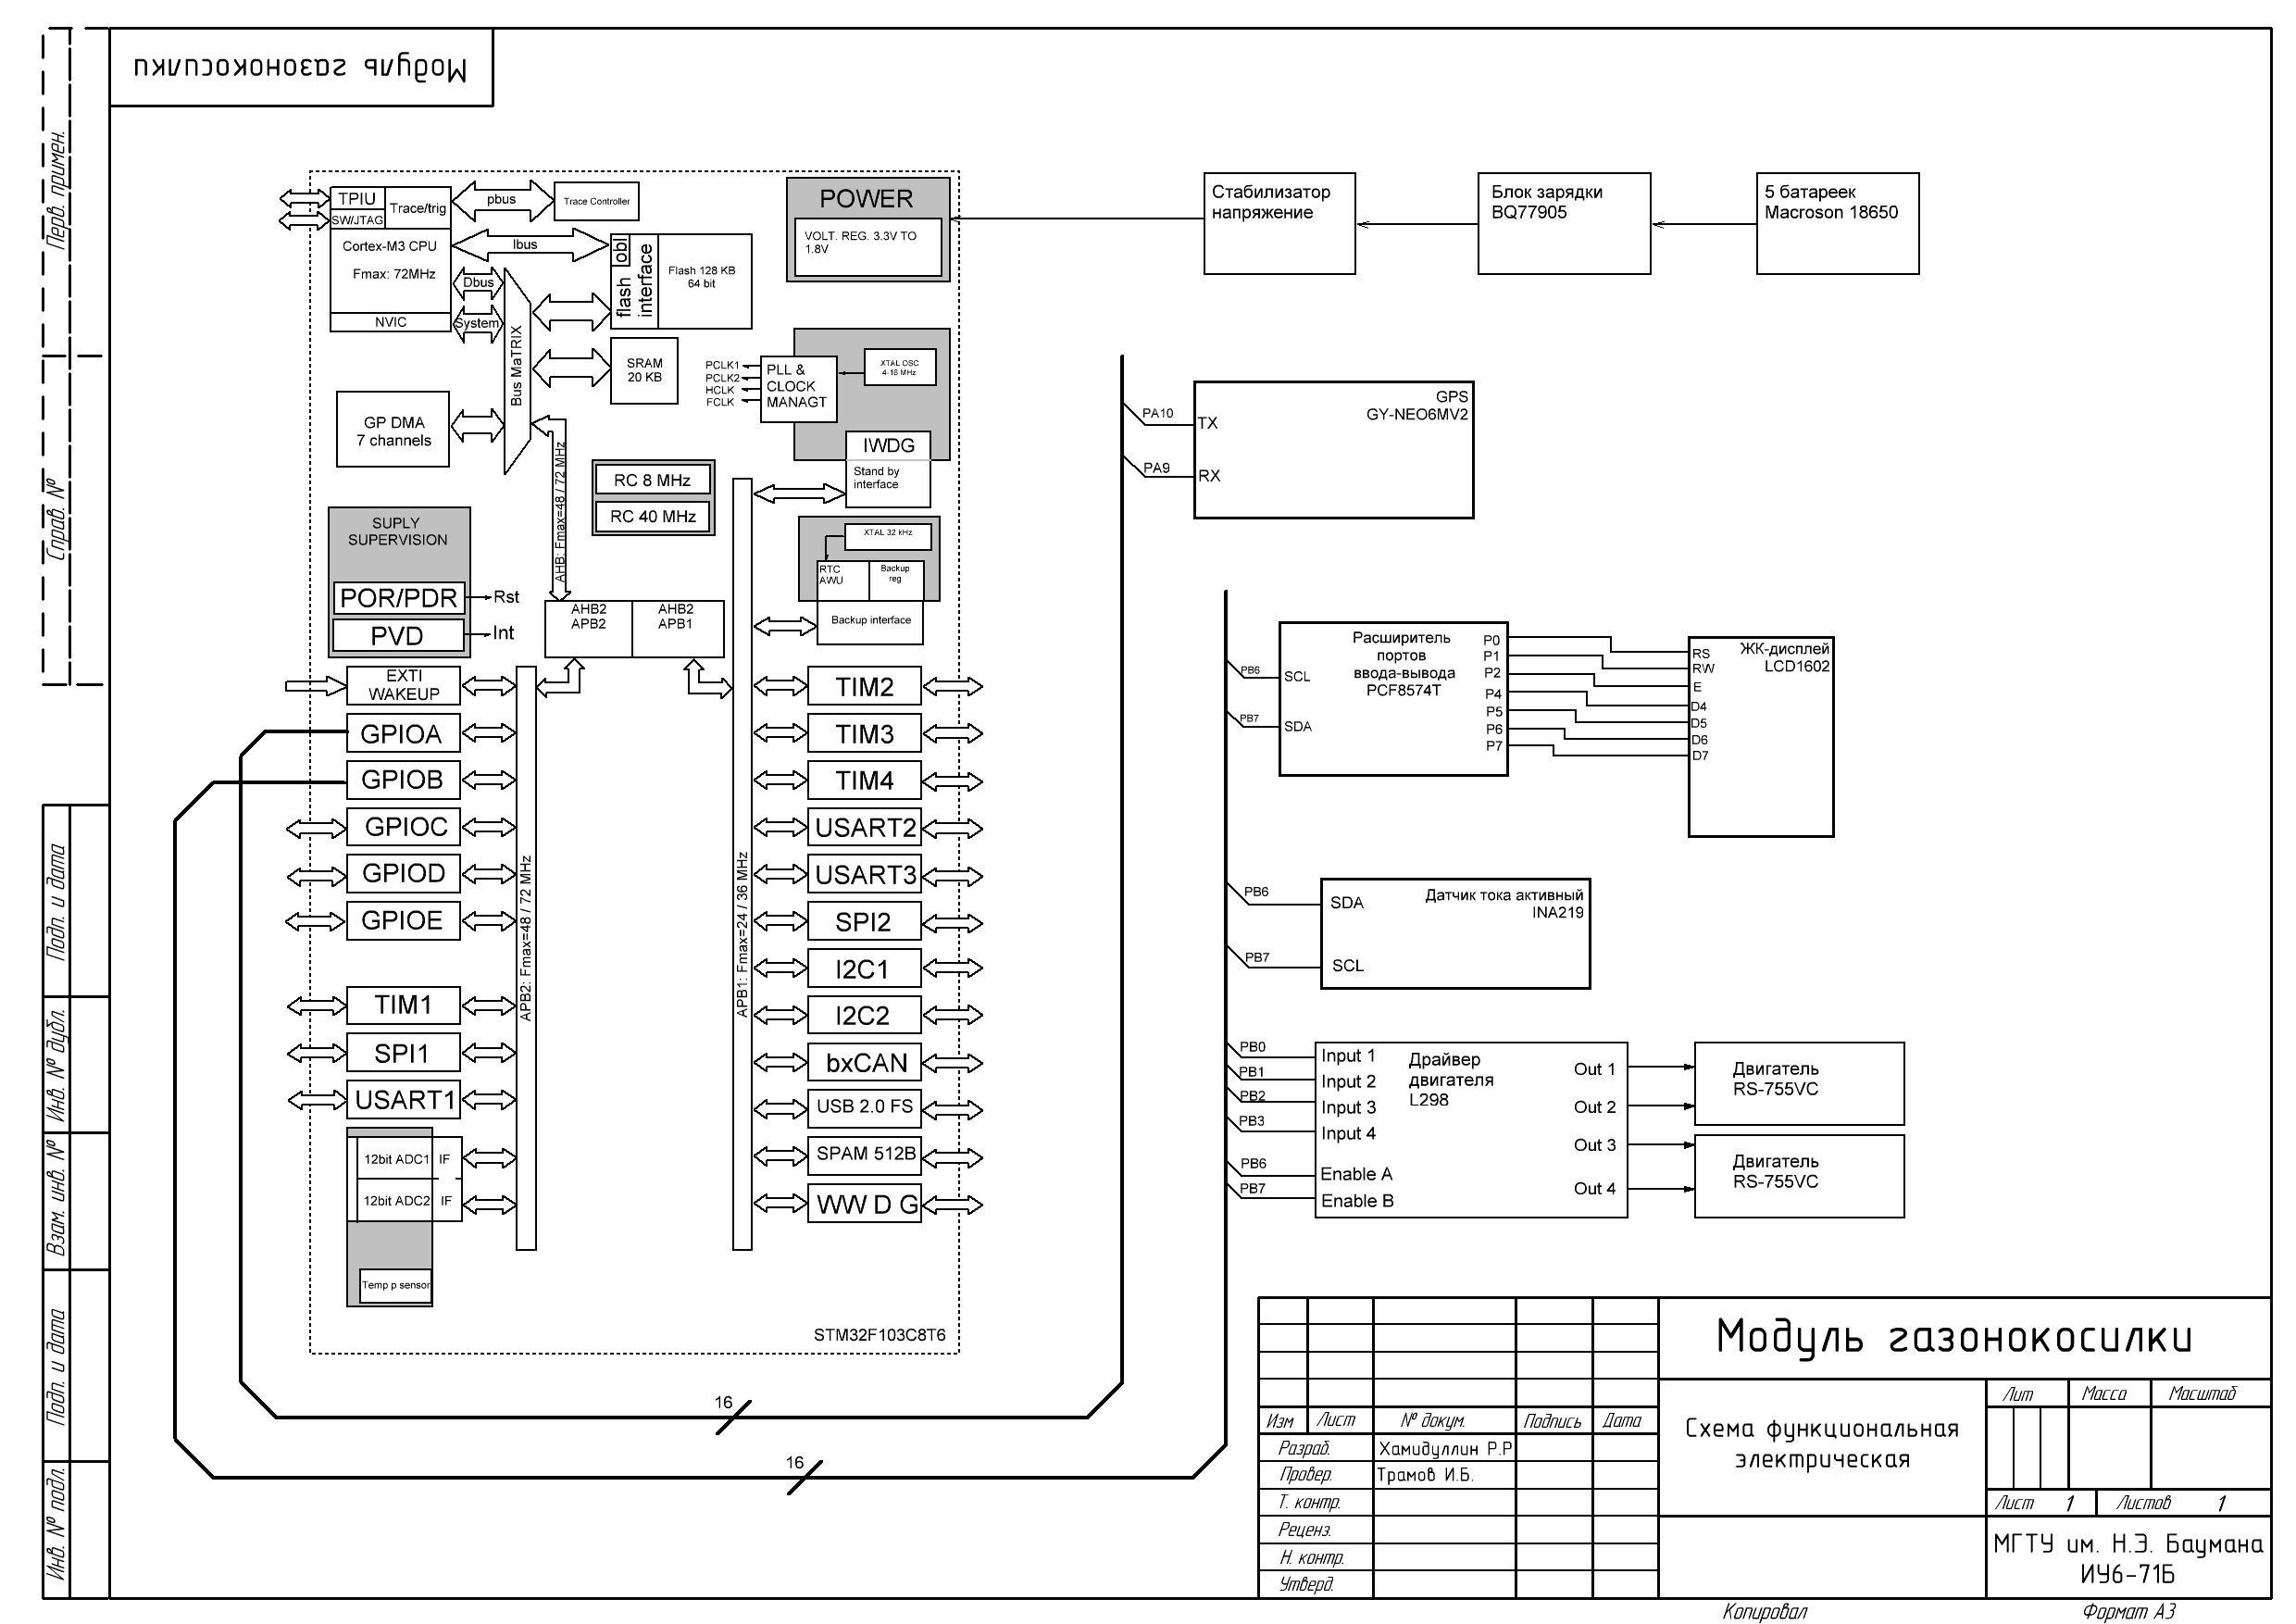 Модуль газонокосилки
Перв. примен.
Справ. №
Подп. и дата
Инв. № дубл.
Взам. инв. №
Подп. и дата
Инв. № подл.
TPIU
SW/JTAG
Trace/trig
Cortex-M3 CPU
Fmax: 72MHz
NVIC
pbus
Trace Controller
Ibus
Dbus
System
Bus MaTRIX
obl
flash interface
Flash 128 KB
64 bit
SRAM
20 KB
GP DMA
7 channels
AHB: Fmax=48 / 72 MHz
POWER
VOLT. REG. 3.3V TO
1.8V
PCLK1
PCLK2
HCLK
FCLK
PLL &
CLOCK
MANAGT
XTAL OSC
4-16 MHz
IWDG
Stand by
interface
RC 8 MHz
RC 40 MHz
SUPLY
SUPERVISION
POR/PDR
Rst
PVD
Int
XTAL 32 kHz
RTC
AWU
Backup
reg
Backup interface
AHB2
APB2
AHB2
APB1
EXTI
WAKEUP
GPIOA
GPIOB
GPIOC
GPIOD
GPIOE
TIM1
SPI1
USART1
12bit ADC1
IF
12bit ADC2
IF
Temp p sensor
APB2: Fmax=48 / 72 MHz
APB1: Fmax=24 / 36 MHz
TIM2
TIM3
TIM4
USART2
USART3
SPI2
I2C1
I2C2
bxCAN
USB 2.0 FS
SPAM 512B
WW D G
STM32F103C8T6
16
16
Стабилизатор
напряжение
Блок зарядки
BQ77905
5 батареек
Macroson 18650
PA10
PA9
TX
RX
GPS
GY-NEO6MV2
PB6
PB7
SCL
SDA
Расширитель
портов
ввода-вывода
PCF8574T
P0
P1
P2
P4
P5
P6
P7
RS
RW
E
D4
D5
D6
D7
ЖК-дисплей
LCD1602
PB6
PB7
SDA
SCL
Датчик тока активный
INA219
PB0
PB1
PB2
PB3
PB6
PB7
Input 1
Input 2
Input 3
Input 4
Enable A
Enable B
Драйвер
двигателя
L298
Out 1
Out 2
Out 3
Out 4
Двигатель
RS-755VC
Двигатель
RS-755VC
Модуль газонокосилки
Схема функциональная
электрическая
Лит
Масса
Масштаб
Изм
Лист
№ докум.
Подпись
Дата
Разраб.
Хамидуллин Р.Р
Провер.
Трамов И.Б.
Т. контр.
Реценз.
Н. контр.
Утверд.
Лист 1
Листов 1
МГТУ им. Н.Э. Баумана
ИУ6-71Б
Копировал
Формат А3